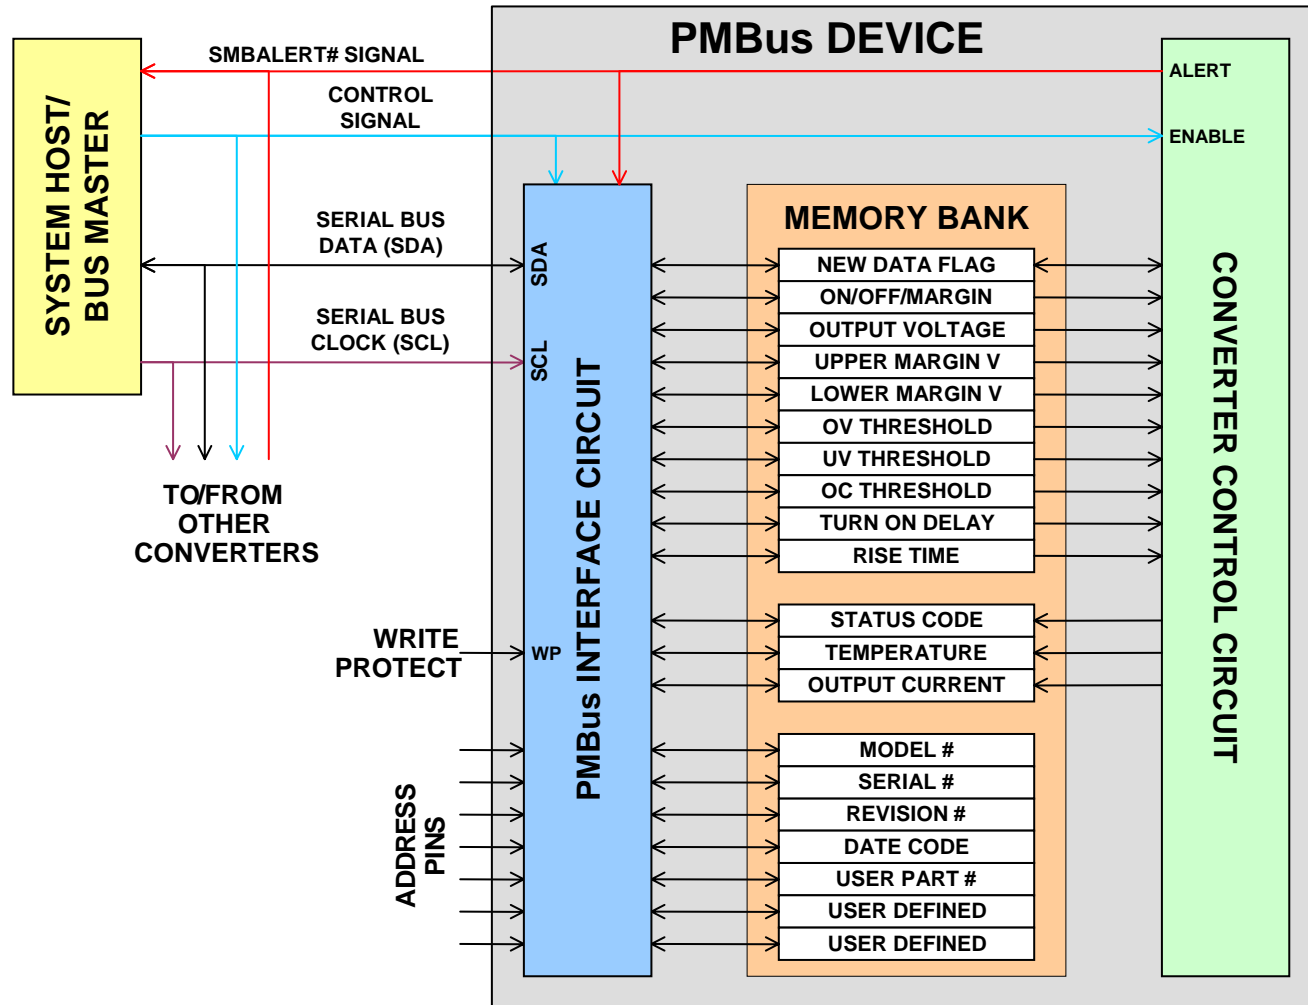 PMBus DEVICE
SMBALERT# SIGNAL
ALERT
CONTROL
SIGNAL
ENABLE
SYSTEM HOST/
BUS MASTER
SERIAL BUS
DATA (SDA)
SDA
SERIAL BUS
CLOCK (SCL)
SCL
TO/FROM
OTHER
CONVERTERS
WRITE
PROTECT
WP
ADDRESS
PINS
PMBus INTERFACE CIRCUIT
MEMORY BANK
NEW DATA FLAG
ON/OFF/MARGIN
OUTPUT VOLTAGE
UPPER MARGIN V
LOWER MARGIN V
OV THRESHOLD
UV THRESHOLD
OC THRESHOLD
TURN ON DELAY
RISE TIME
STATUS CODE
TEMPERATURE
OUTPUT CURRENT
MODEL #
SERIAL #
REVISION #
DATE CODE
USER PART #
USER DEFINED
USER DEFINED
CONVERTER CONTROL CIRCUIT